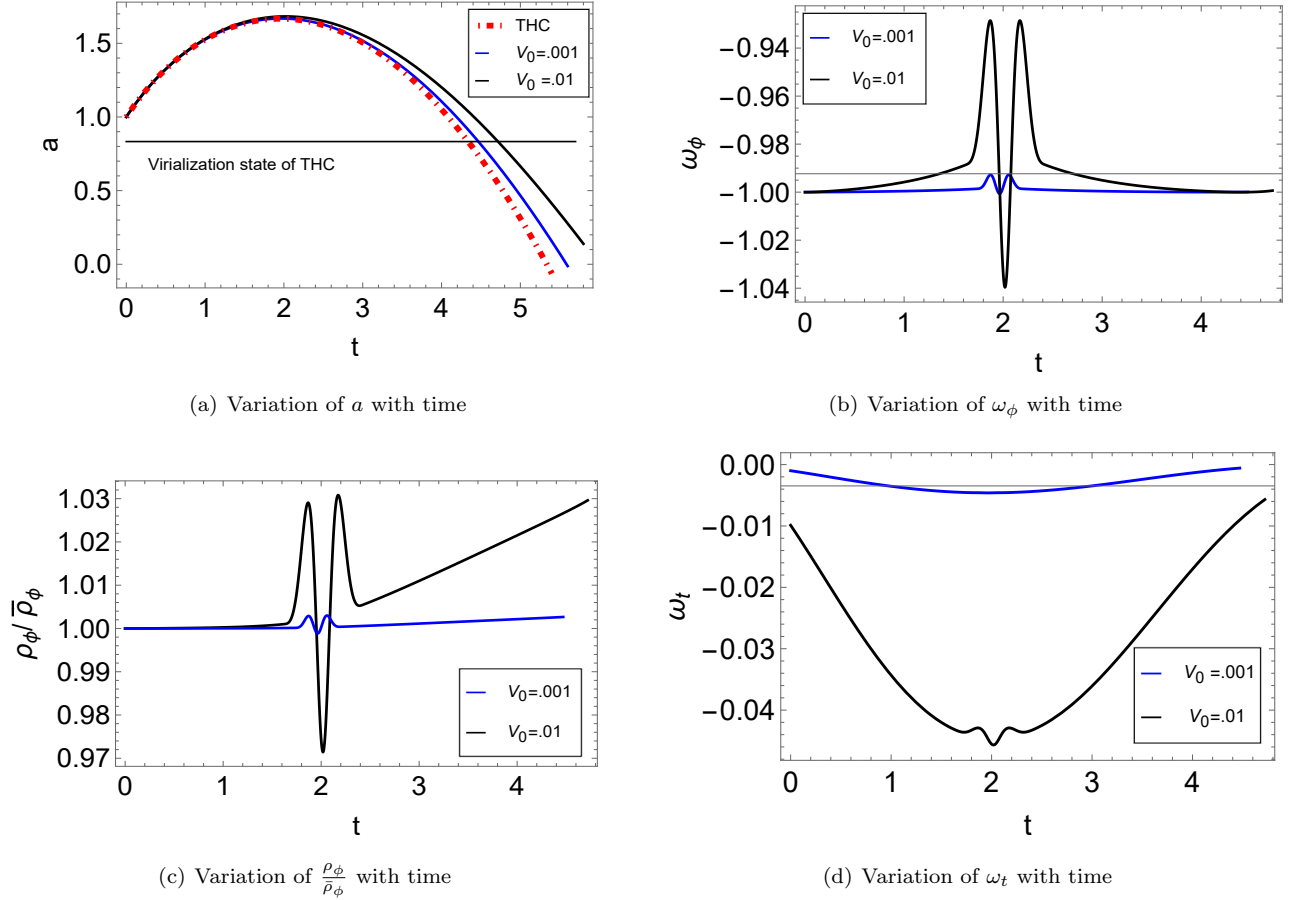 1.5
1.0
0.5
0.0
a
0
1
2
3
4
5
t
THC
V0=.001
V0 =.01
Virialization state of THC
(a) Variation of a with time
−0.94
−0.96
−0.98
−1.00
−1.02
−1.04
ωϕ
0
1
2
3
4
t
V0=.001
V0=.01
(b) Variation of ωϕ with time
1.03
1.02
1.01
1.00
0.99
0.98
0.97
ρϕ/ρ̄ϕ
0
1
2
3
4
t
V0=.001
V0=.01
(c) Variation of ρϕ/ρ̄ϕ with time
0.00
−0.01
−0.02
−0.03
−0.04
ωt
0
1
2
3
4
t
V0 =.001
V0=.01
(d) Variation of ωt with time